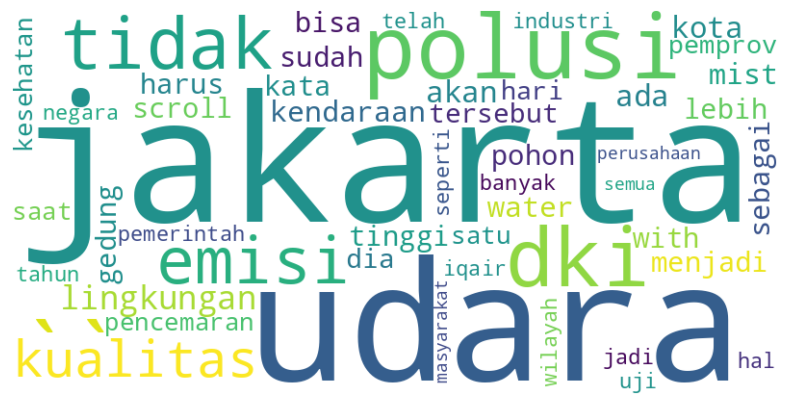 telah
industri
bisa
kota
tidak
polusi
pemprov
sudah
kesehatan
mist
harus
kata
akan
hari
ada
negara
scroll
kendaraan
tersebut
lebih
jakarta
seperti
pohon
perusahaan
sebagai
banyak
semua
saat
gedung
water
pemerintah
tinggi
satu
dki
with
emisi
dia
iqair
menjadi
tahun
lingkungan
udara
masyarakat
wilayah
pencemaran
kualitas
jadi
hal
uji